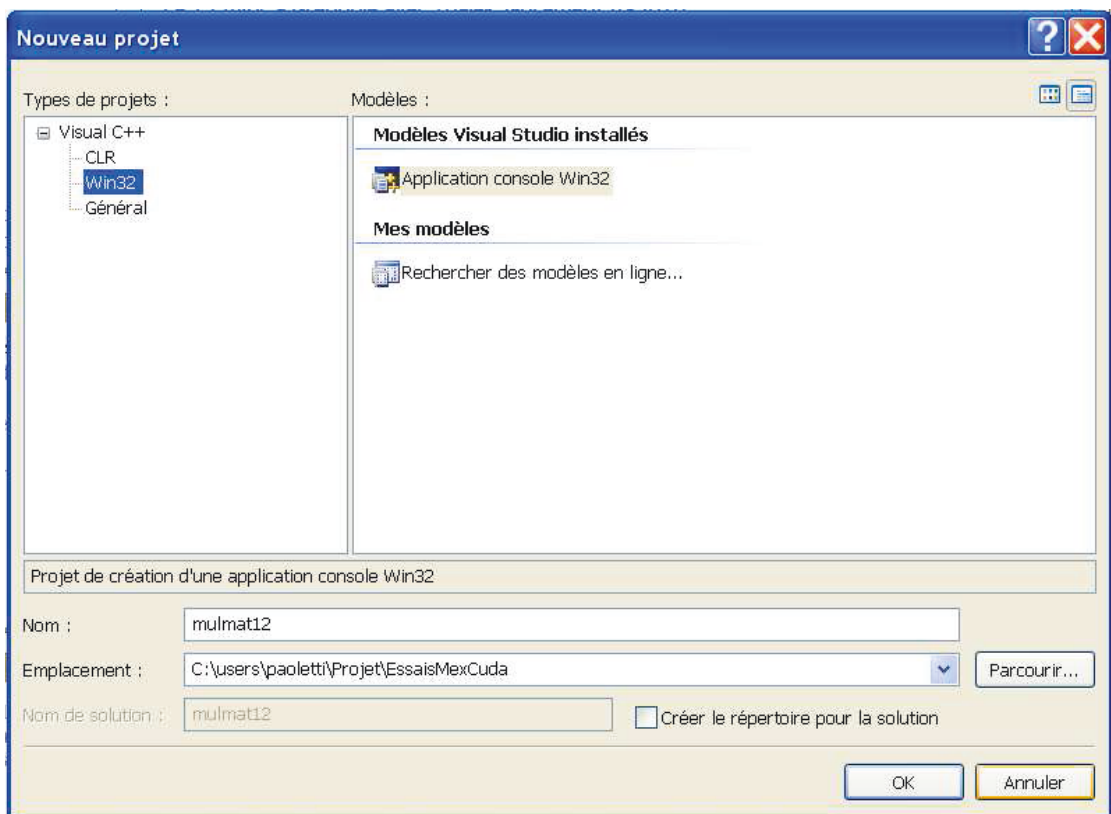 Nouveau projet
Types de projets :
Modèles :
Visual C++
CLR
Win32
Général
Modèles Visual Studio installés
Application console Win32
Mes modèles
Rechercher des modèles en ligne...
Projet de création d'une application console Win32
Nom :
mulmat12
Emplacement :
C:\users\paoletti\Projet\EssaisMexCuda
Parcourir...
Nom de solution :
mulmat12
Créer le répertoire pour la solution
OK
Annuler